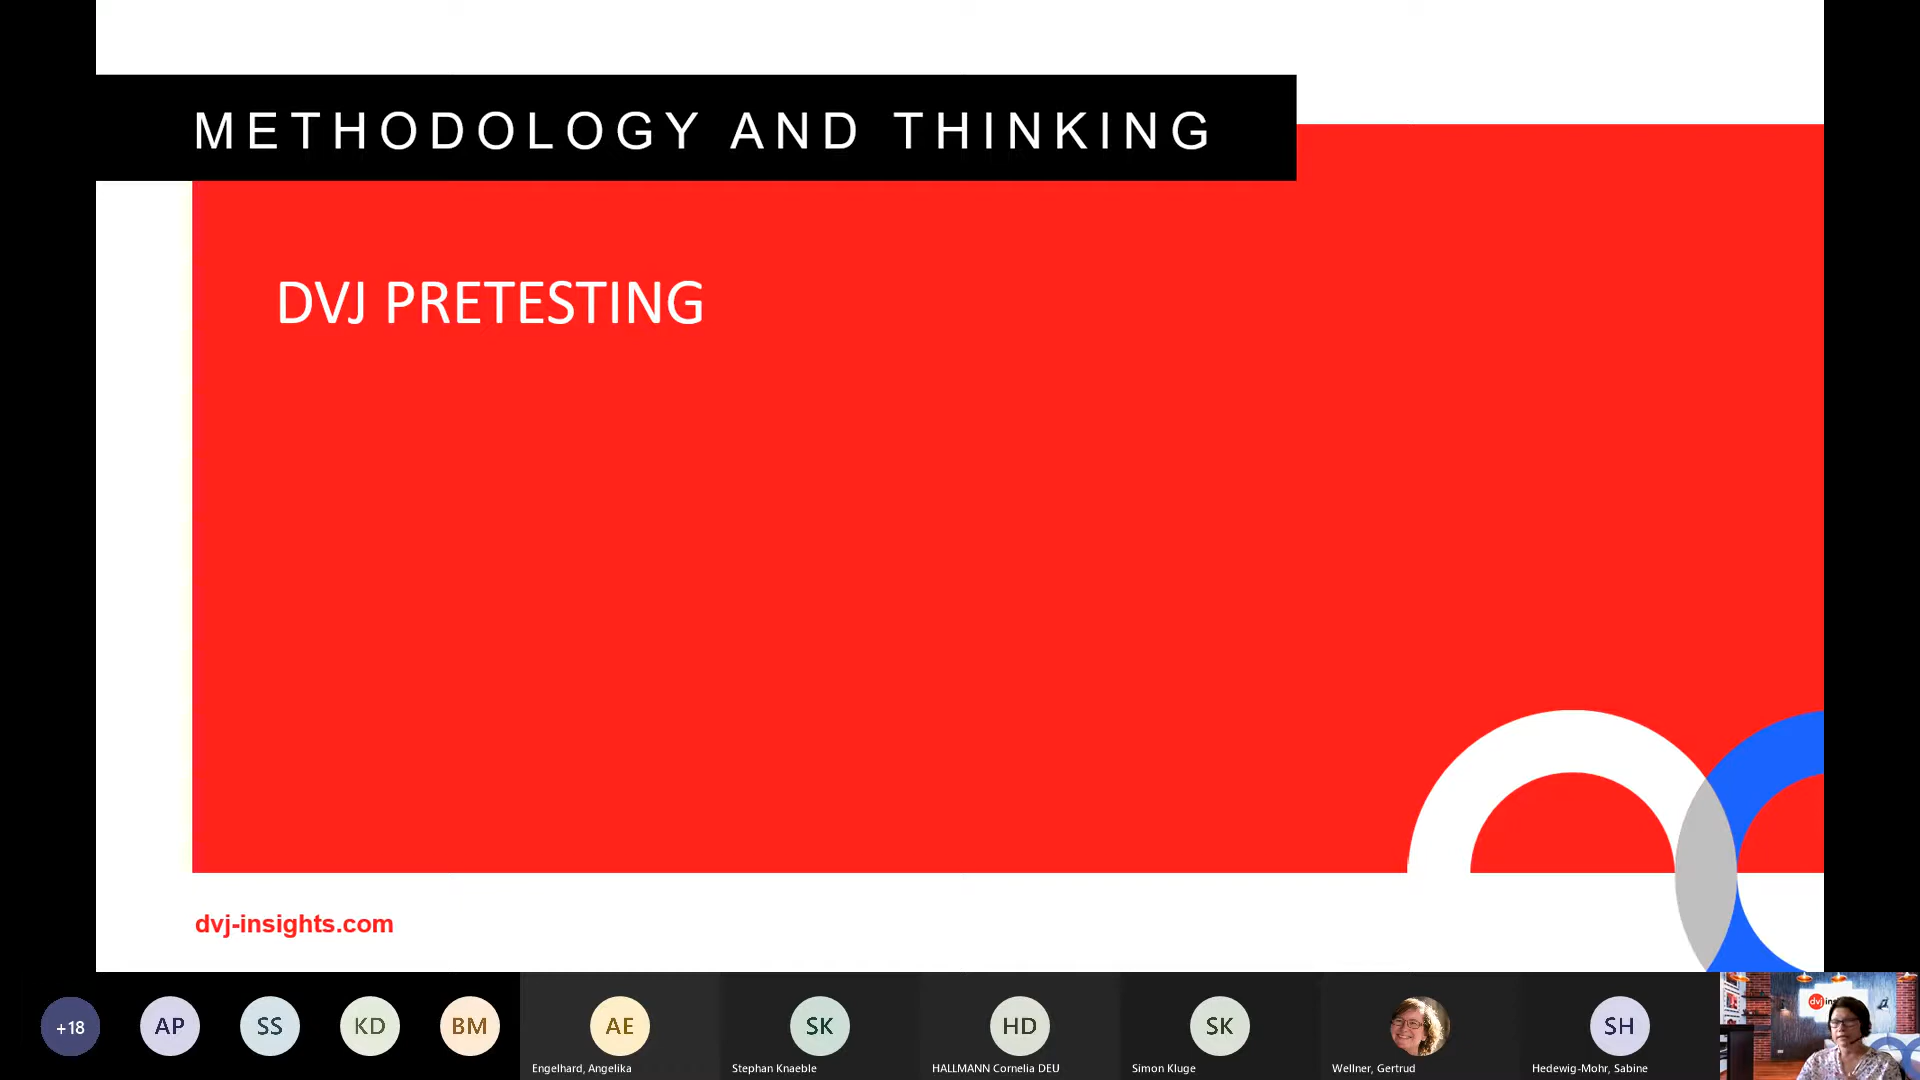 METHODOLOGY AND THINKING
DVJ PRETESTING
dvj-insights.com
+18
AP
SS
KD
BM
AE
SK
HD
SK
SH
dvj
Engelhard, Angelika
Stephan Knaeble
HALLMANN Cornelia DEU
Simon Kluge
Wellner, Gertrud
Hedewig-Mohr, Sabine